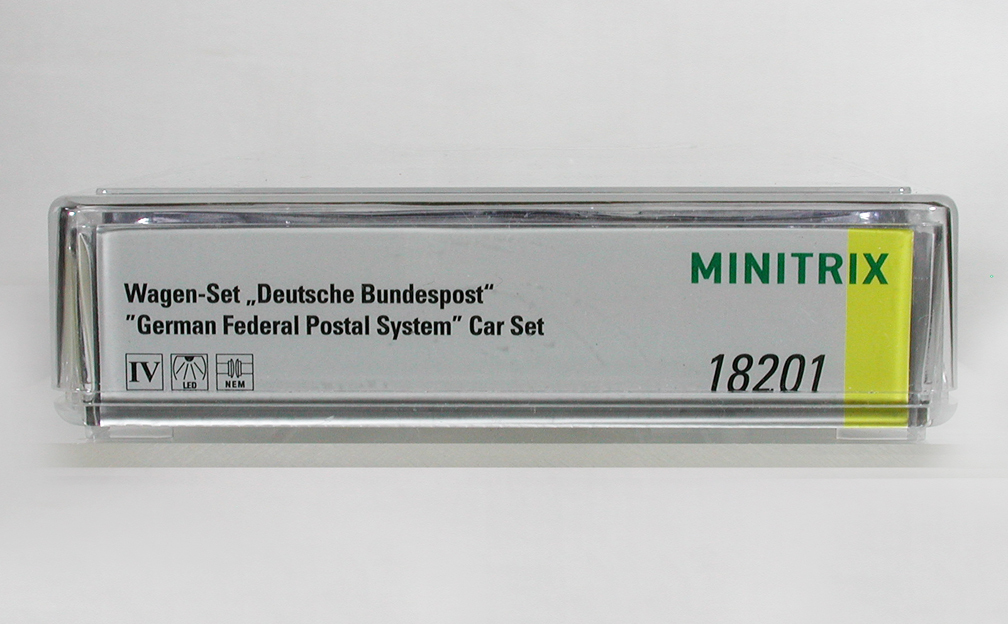 MINITRIX
Wagen-Set „Deutsche Bundespost“
”German Federal Postal System” Car Set
IV
LED
NEM
18201